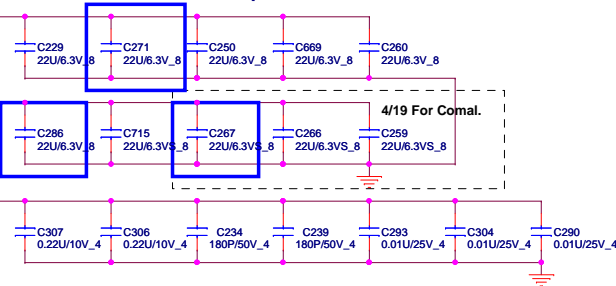 C229 C271 C250 C669 C260
22U/6.3V_8 22U/6.3V_8 22U/6.3V_8 22U/6.3V_8 22U/6.3V_8
4/19 For Comal.
C286 C715 C267 C266 C259
22U/6.3V_8 22U/6.3VS_8 22U/6.3VS_8 22U/6.3VS_8 22U/6.3VS_8
C307 C306 C234 C239 C293 C304 C290
0.22U/10V_4 0.22U/10V_4 180P/50V_4 180P/50V_4 0.01U/25V_4 0.01U/25V_4 0.01U/25V_4